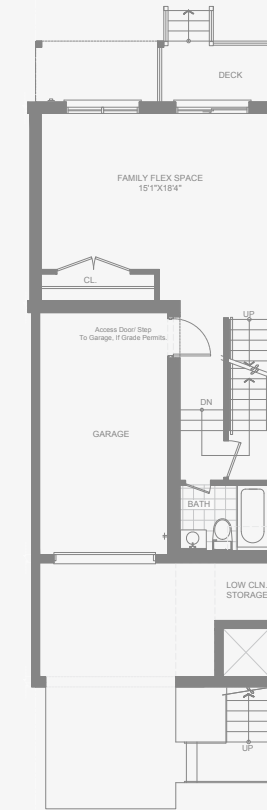 DECK
FAMILY FLEX SPACE
15'1"X18'4"
CL.
UP
Access Door/ Step
To Garage, If Grade Permits.
DN
GARAGE
BATH
LOW CLN.
STORAGE
UP